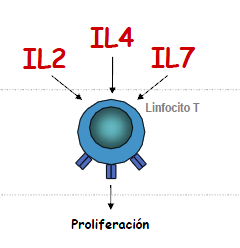 IL4
IL2 IL7
Linfocito T
Proliferación